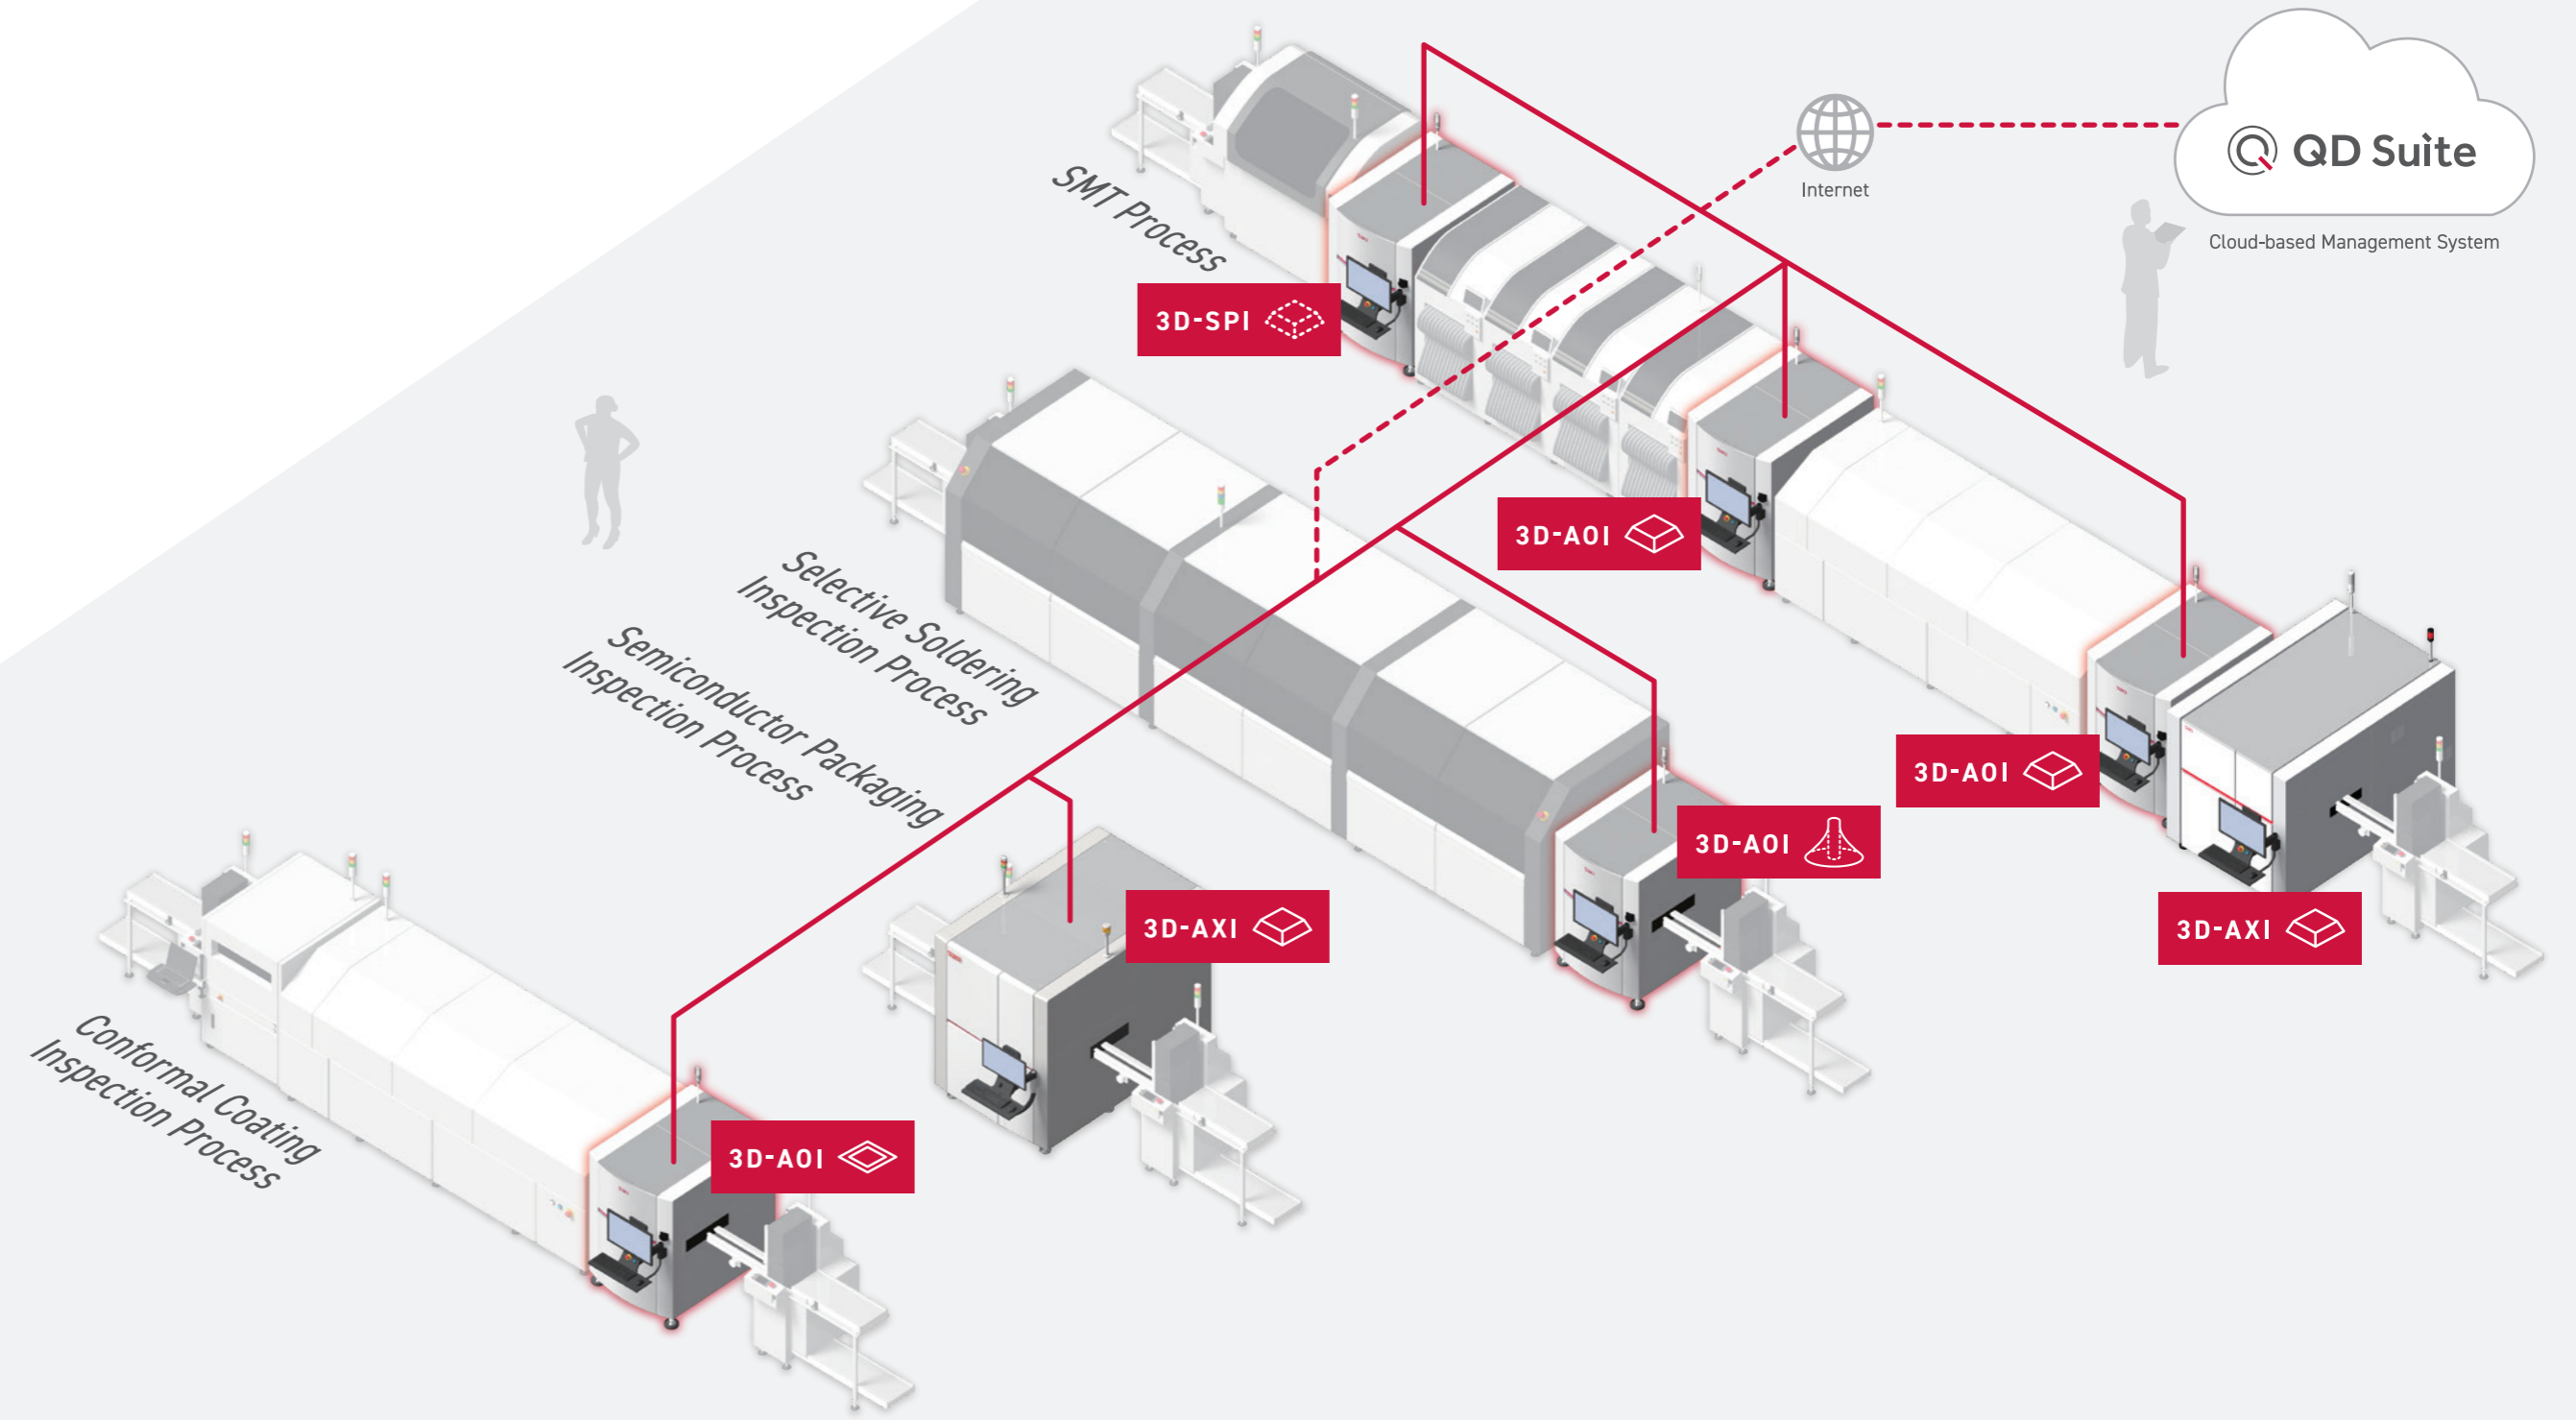 QD Suite
Internet
Cloud-based Management System
SMT Process
3D-SPI
3D-AOI
Selective Soldering
Inspection Process
Semiconductor Packaging
Inspection Process
3D-AOI
3D-AOI
3D-AXI
3D-AXI
Conformal Coating
Inspection Process
3D-AOI